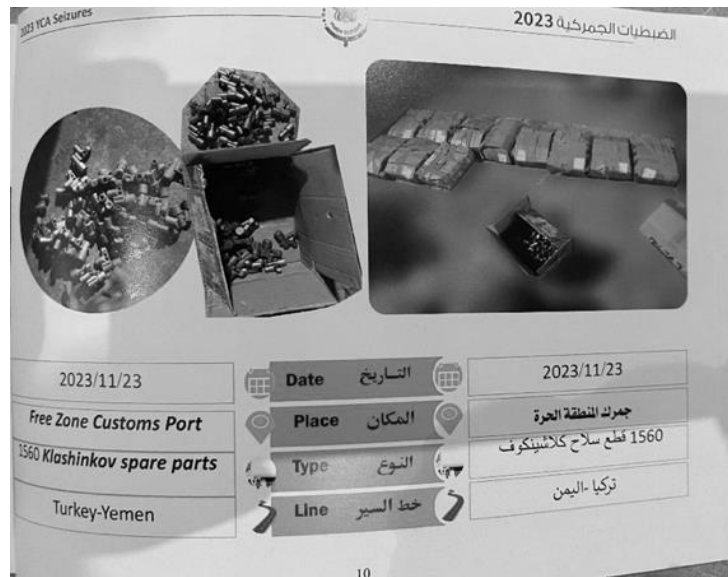 2023 YCA Seizures
الضبطيات الجمركية 2023
2023/11/23 Date التاريخ 2023/11/23
Free Zone Customs Port Place المكان جمرك المنطقة الحرة
1560 Klashinkov spare parts Type النوع 1560 قطع سلاح كلاشينكوف
Turkey-Yemen Line خط السير تركيا -اليمن
10